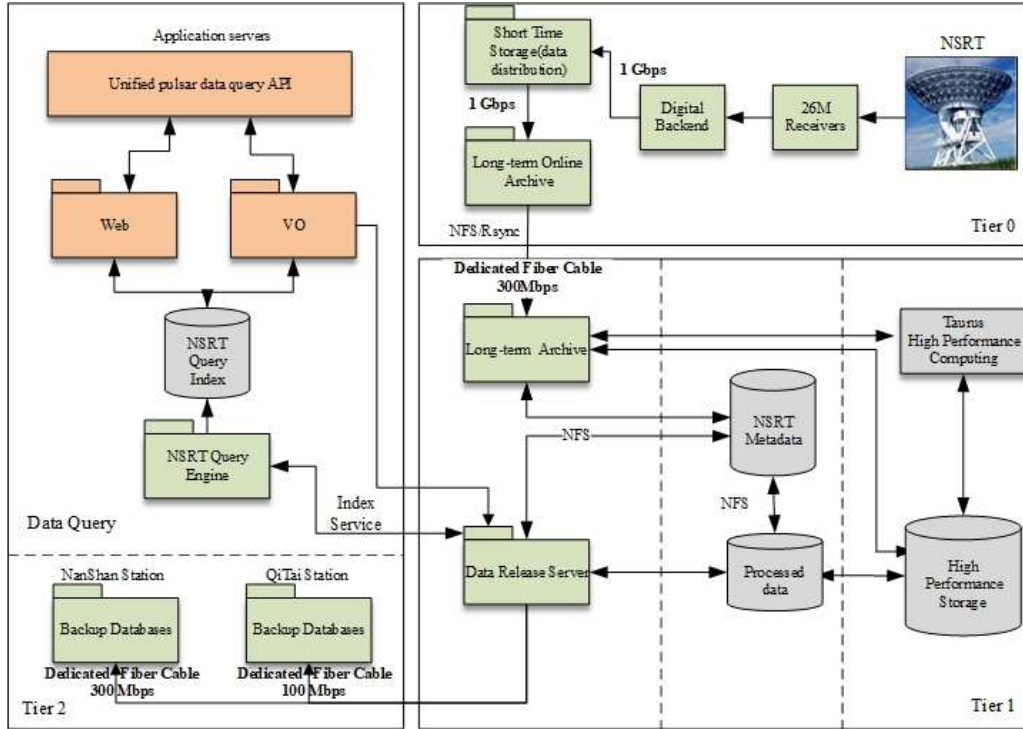 Application servers
Unified pulsar data query API
Web
VO
NSRT
Query
Index
NSRT Query
Engine
Data Query
Index
Service
NanShan Station
Backup Databases
Dedicated Fiber Cable
300 Mbps
QiTai Station
Backup Databases
Dedicated Fiber Cable
100 Mbps
Tier 2
Short Time
Storage(data
distribution)
1 Gbps
1 Gbps
Digital
Backend
26M
Receivers
NSRT
Long-term Online
Archive
NFS/Rsync
Tier 0
Dedicated Fiber Cable
300Mbps
Long-term Archive
Taurus
High Performance
Computing
NSRT
Metadata
NFS
NFS
Data Release Server
Processed
data
High
Performance
Storage
Tier 1